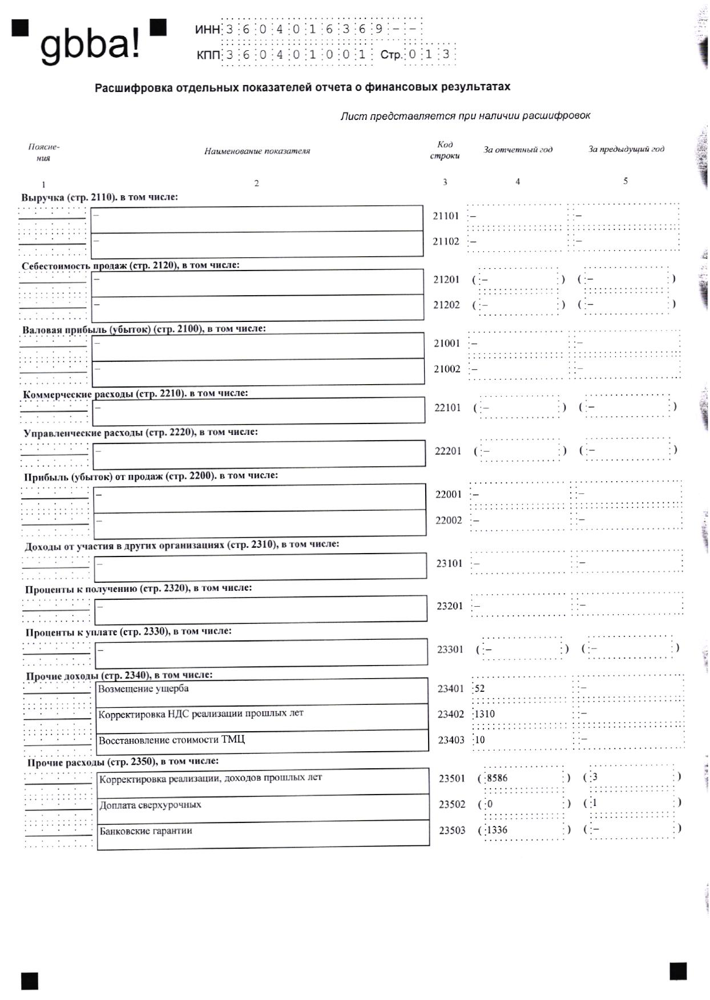 gbba!
ИНН 3604016369--
КПП 360401001 Стр. 013
Расшифровка отдельных показателей отчета о финансовых результатах
Лист представляется при наличии расшифровок
Поясне-
ния
Наименование показателя
Код
строки
За отчетный год
За предыдущий год
1 2 3 4 5
Выручка (стр. 2110). в том числе:
– 21101 – –
– 21102 – –
Себестоимость продаж (стр. 2120), в том числе:
– 21201 ( – ) ( – )
– 21202 ( – ) ( – )
Валовая прибыль (убыток) (стр. 2100), в том числе:
– 21001 – –
– 21002 – –
Коммерческие расходы (стр. 2210). в том числе:
– 22101 ( – ) ( – )
Управленческие расходы (стр. 2220), в том числе:
– 22201 ( – ) ( – )
Прибыль (убыток) от продаж (стр. 2200). в том числе:
– 22001 – –
– 22002 – –
Доходы от участия в других организациях (стр. 2310), в том числе:
– 23101 – –
Проценты к получению (стр. 2320), в том числе:
– 23201 – –
Проценты к уплате (стр. 2330), в том числе:
– 23301 ( – ) ( – )
Прочие доходы (стр. 2340), в том числе:
Возмещение ущерба 23401 52 –
Корректировка НДС реализации прошлых лет 23402 1310 –
Восстановление стоимости ТМЦ 23403 10 –
Прочие расходы (стр. 2350), в том числе:
Корректировка реализации, доходов прошлых лет 23501 ( 8586 ) ( 3 )
Доплата сверхурочных 23502 ( 0 ) ( 1 )
Банковские гарантии 23503 ( 1336 ) ( – )